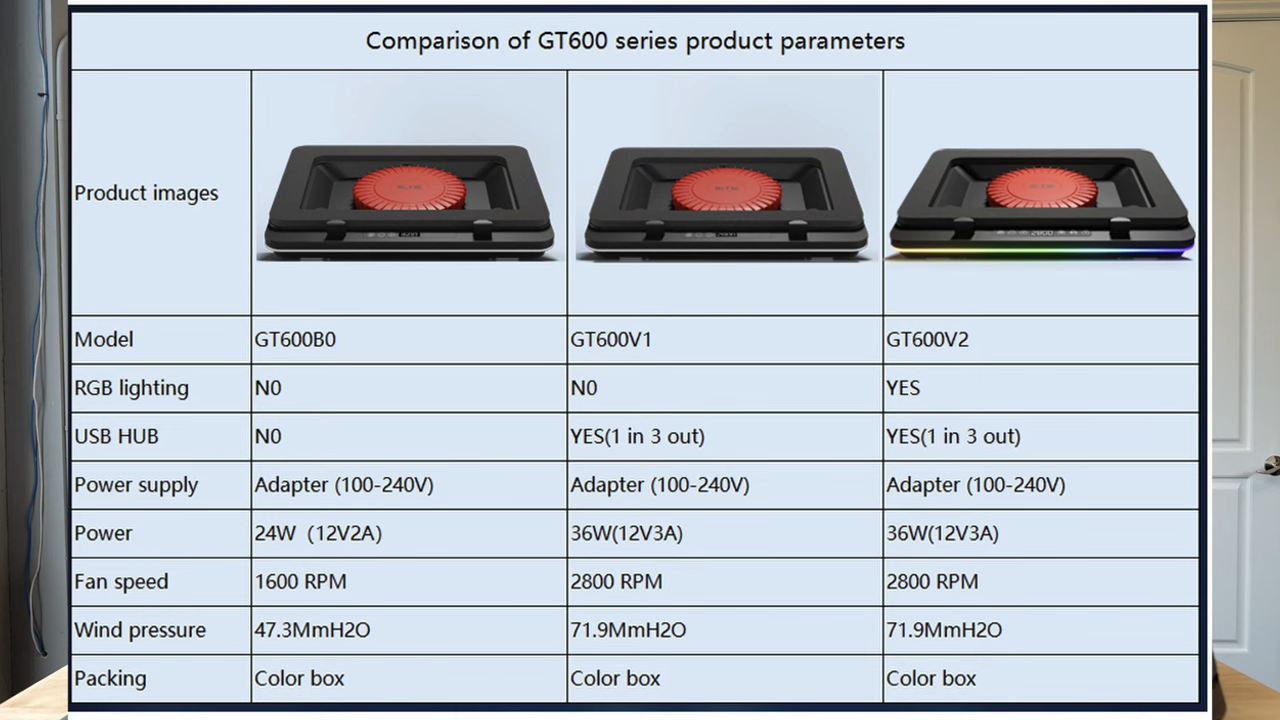 Comparison of GT600 series product parameters
Product images
Model GT600B0 GT600V1 GT600V2
RGB lighting N0 N0 YES
USB HUB N0 YES(1 in 3 out) YES(1 in 3 out)
Power supply Adapter (100-240V) Adapter (100-240V) Adapter (100-240V)
Power 24W (12V2A) 36W(12V3A) 36W(12V3A)
Fan speed 1600 RPM 2800 RPM 2800 RPM
Wind pressure 47.3MmH2O 71.9MmH2O 71.9MmH2O
Packing Color box Color box Color box